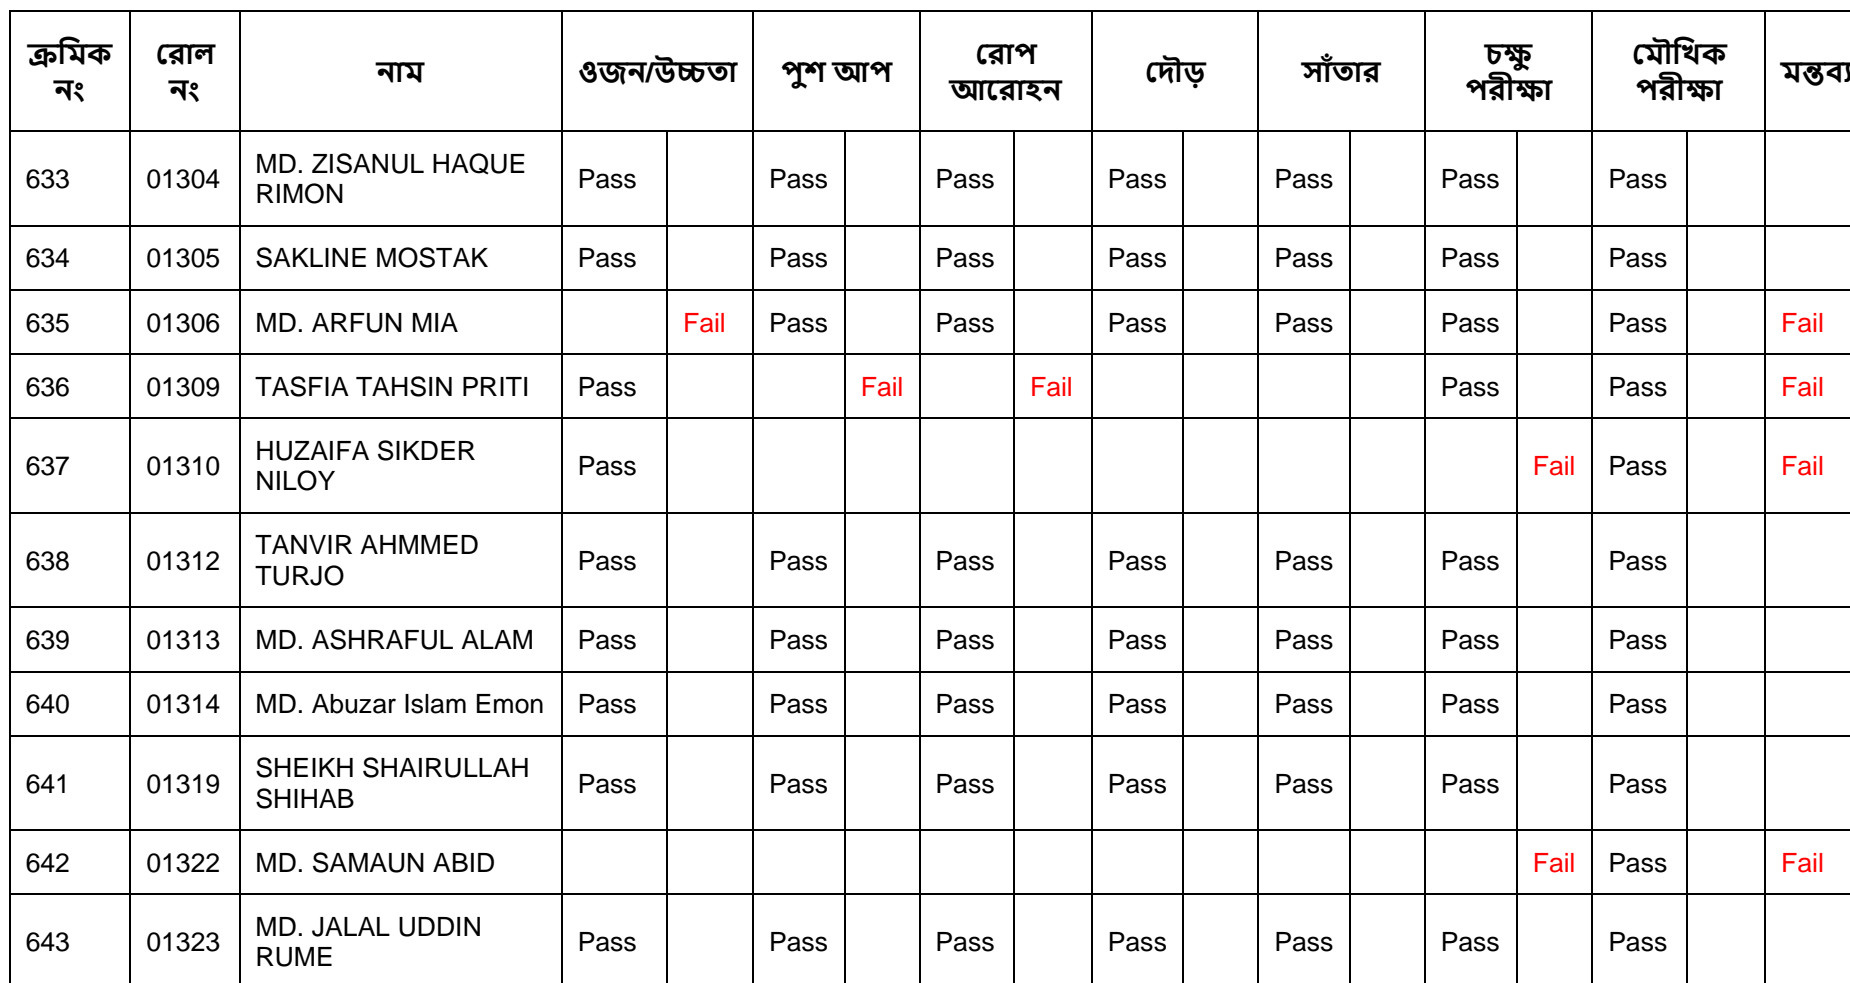 ক্রমিক নং রোল নং নাম ওজন/উচ্চতা পুশ আপ রোপ আরোহন দৌড় সাঁতার চক্ষু পরীক্ষা মৌখিক পরীক্ষা মন্তব্য
633 01304 MD. ZISANUL HAQUE RIMON Pass Pass Pass Pass Pass Pass Pass
634 01305 SAKLINE MOSTAK Pass Pass Pass Pass Pass Pass Pass
635 01306 MD. ARFUN MIA Fail Pass Pass Pass Pass Pass Pass Fail
636 01309 TASFIA TAHSIN PRITI Pass Fail Fail Pass Pass Fail
637 01310 HUZAIFA SIKDER NILOY Pass Fail Pass Fail
638 01312 TANVIR AHMMED TURJO Pass Pass Pass Pass Pass Pass Pass
639 01313 MD. ASHRAFUL ALAM Pass Pass Pass Pass Pass Pass Pass
640 01314 MD. Abuzar Islam Emon Pass Pass Pass Pass Pass Pass Pass
641 01319 SHEIKH SHAIRULLAH SHIHAB Pass Pass Pass Pass Pass Pass Pass
642 01322 MD. SAMAUN ABID Fail Pass Fail
643 01323 MD. JALAL UDDIN RUME Pass Pass Pass Pass Pass Pass Pass